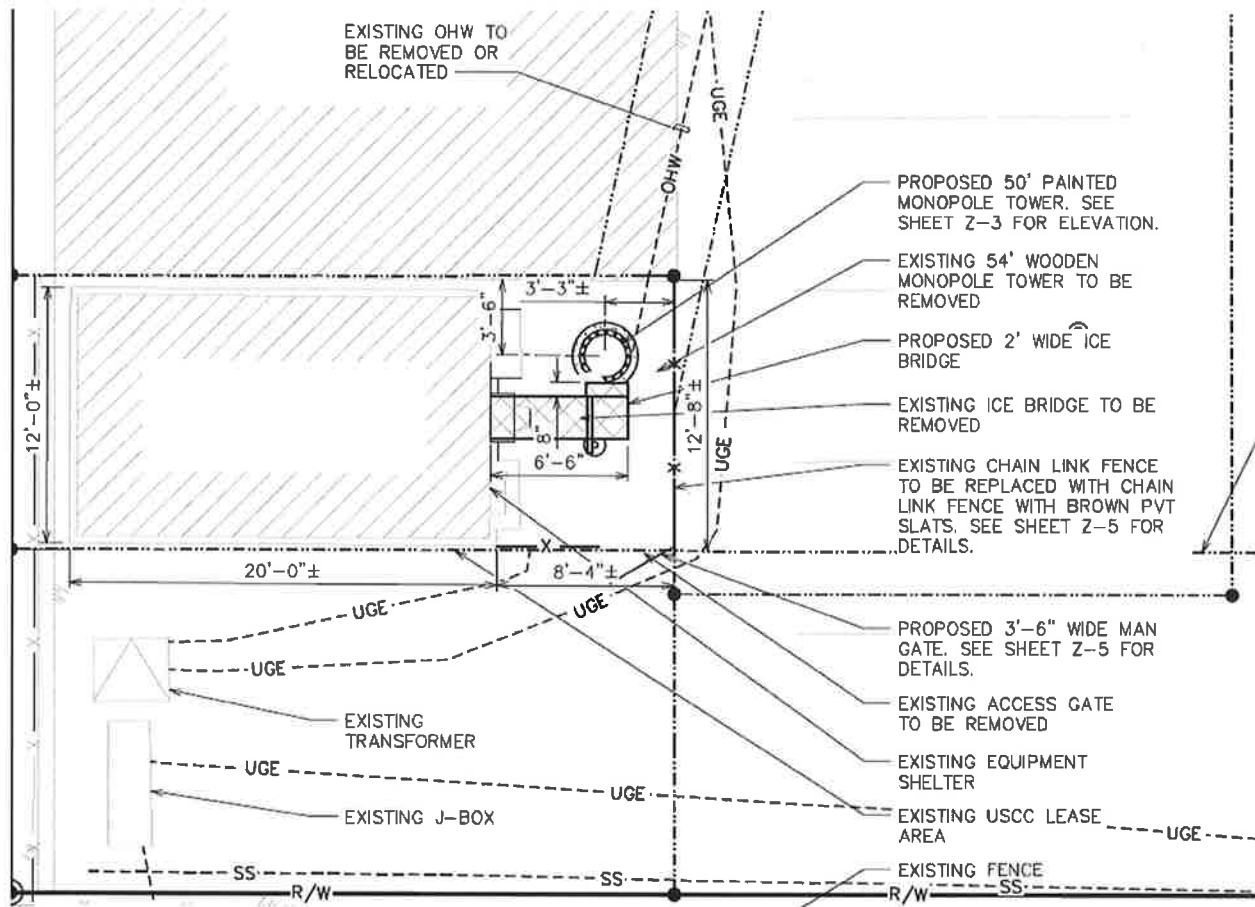 EXISTING OHW TO
BE REMOVED OR
RELOCATED
UGE
OHW
PROPOSED 50' PAINTED
MONOPOLE TOWER. SEE
SHEET Z-3 FOR ELEVATION.
EXISTING 54' WOODEN
MONOPOLE TOWER TO BE
REMOVED
PROPOSED 2' WIDE ICE
BRIDGE
EXISTING ICE BRIDGE TO BE
REMOVED
EXISTING CHAIN LINK FENCE
TO BE REPLACED WITH CHAIN
LINK FENCE WITH BROWN PVT
SLATS. SEE SHEET Z-5 FOR
DETAILS.
3'-3"±
3'-6"
12'-0"±
12'-8"±
8"
6'-6"
UGE
20'-0"±
8'-4"±
UGE
UGE
UGE
PROPOSED 3'-6" WIDE MAN
GATE. SEE SHEET Z-5 FOR
DETAILS.
EXISTING ACCESS GATE
TO BE REMOVED
EXISTING
TRANSFORMER
EXISTING EQUIPMENT
SHELTER
UGE
UGE
EXISTING J-BOX
EXISTING USCC LEASE
AREA
UGE
EXISTING FENCE
SS
SS
SS
R/W
R/W